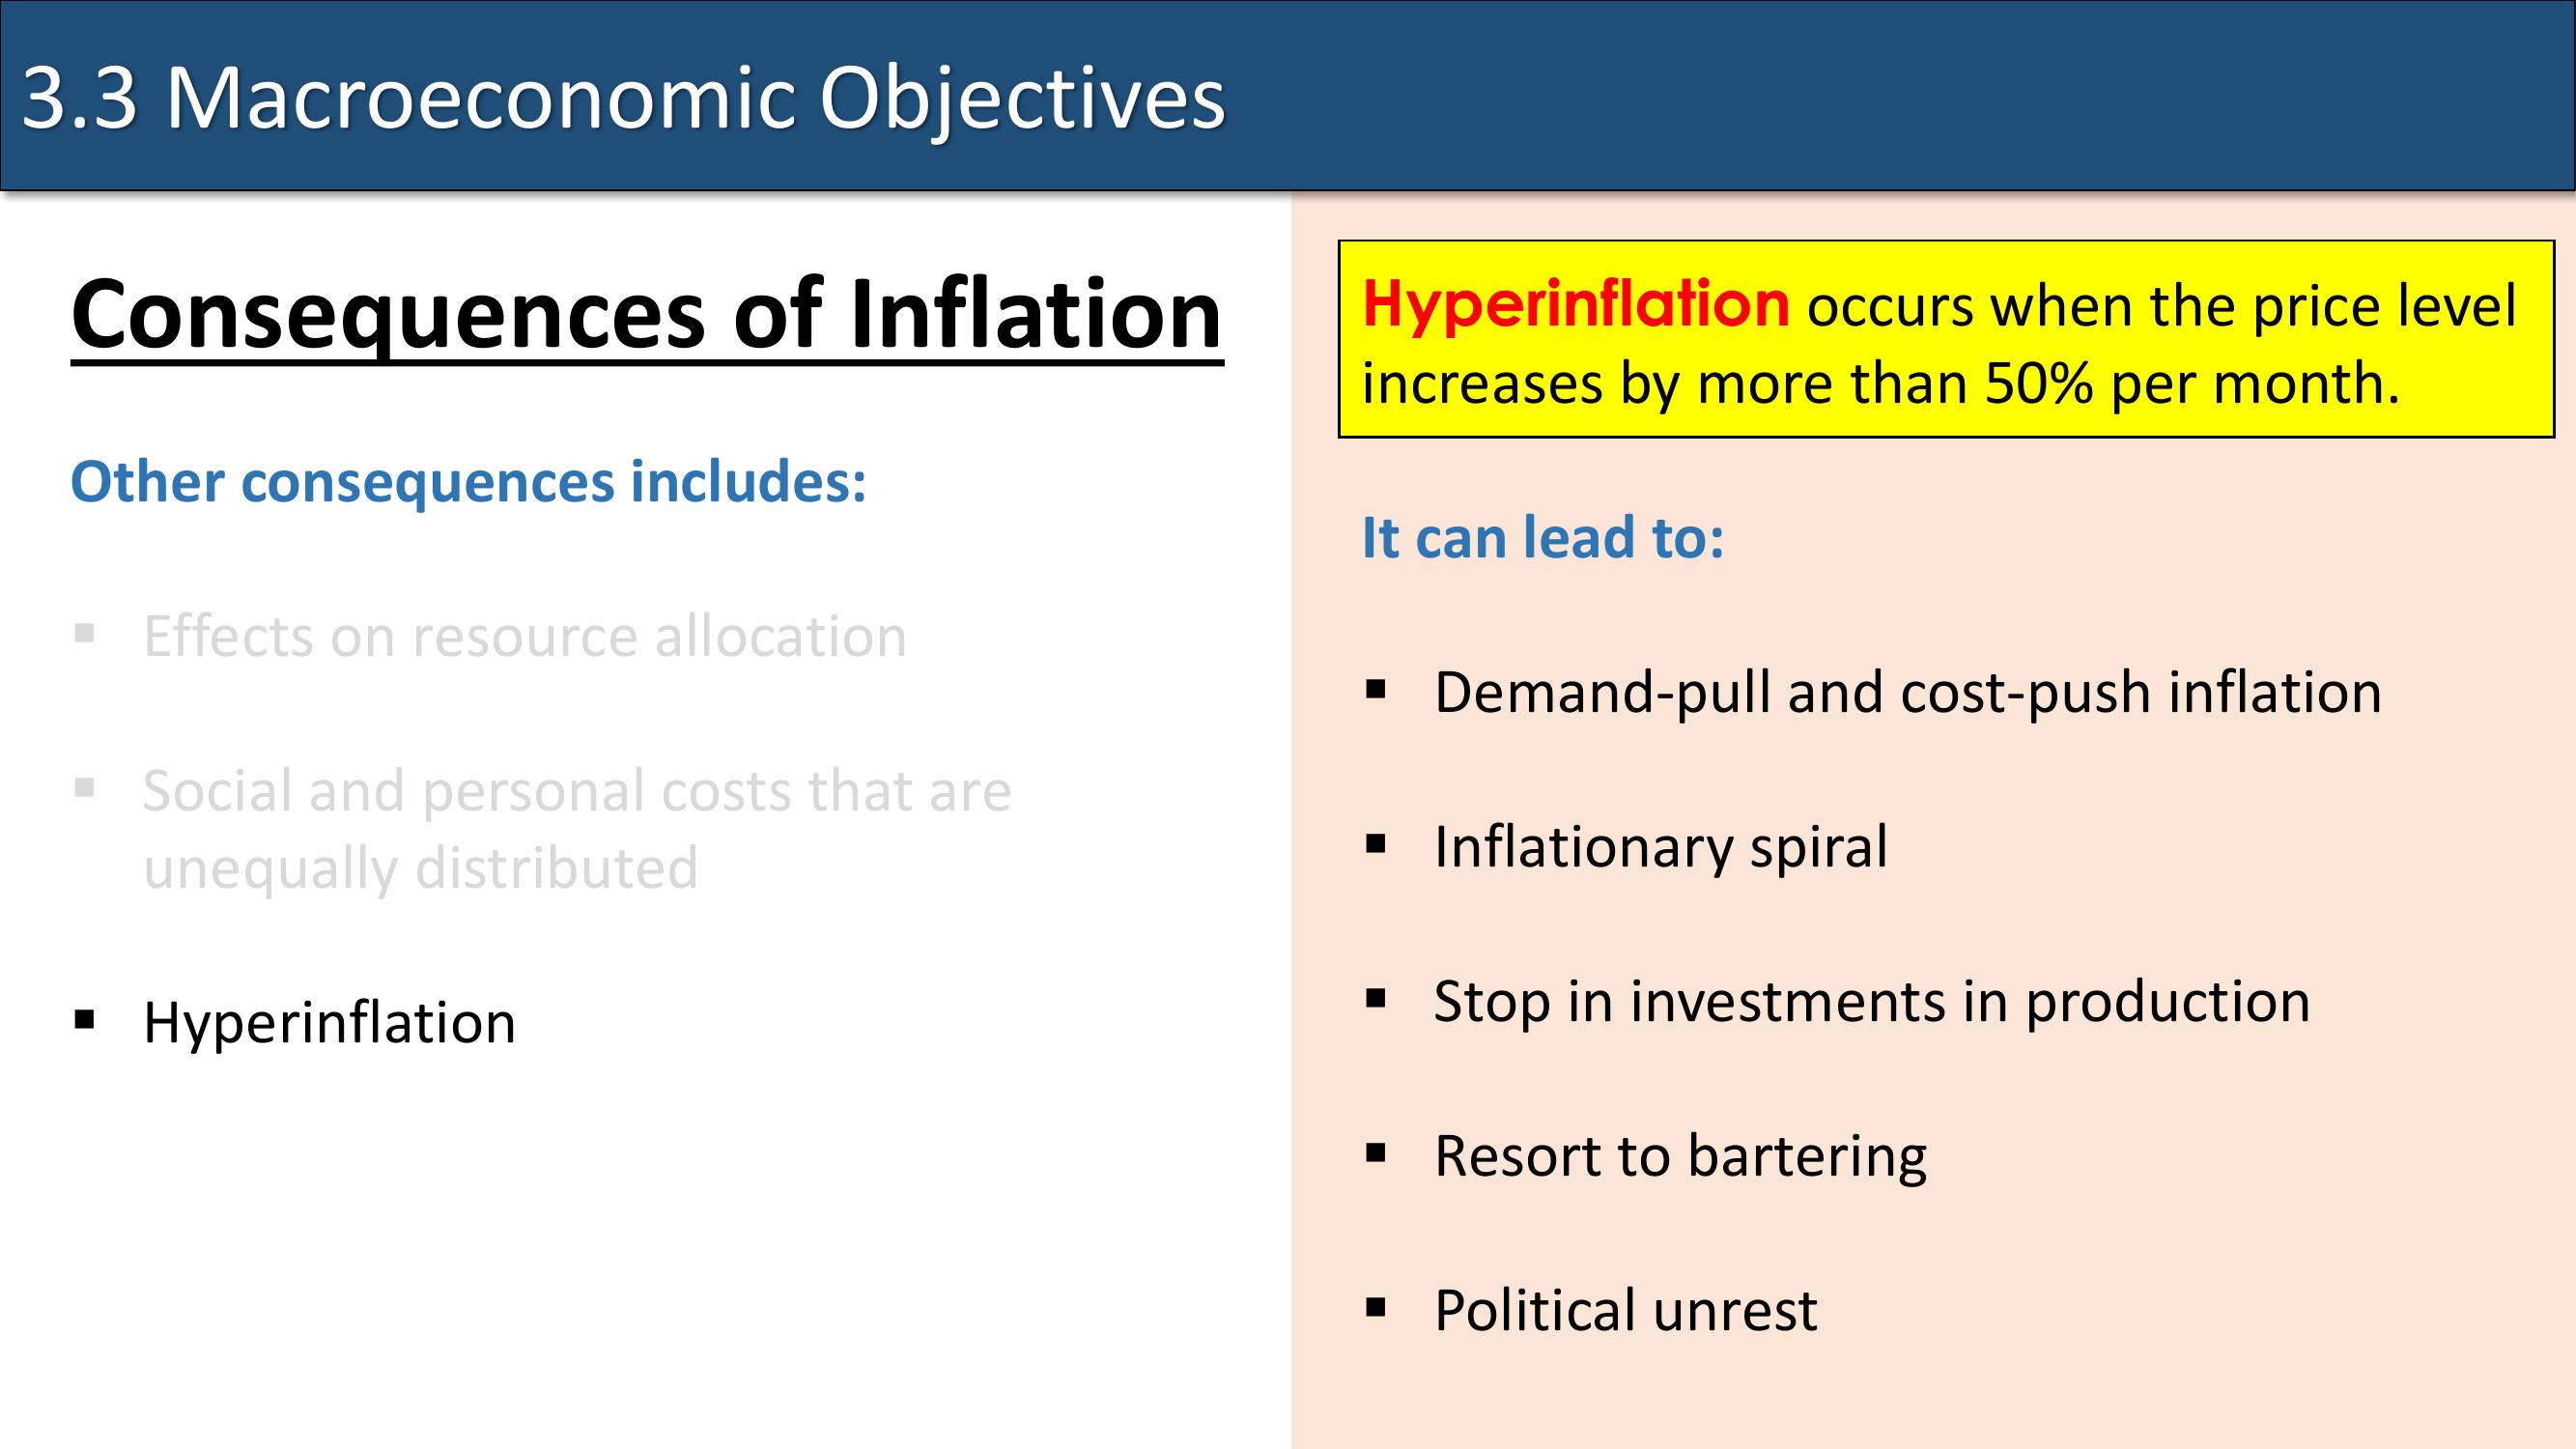 3.3 Macroeconomic Objectives
Consequences of Inflation
Other consequences includes:
▪ Effects on resource allocation
▪ Social and personal costs that are
unequally distributed
▪ Hyperinflation
Hyperinflation occurs when the price level
increases by more than 50% per month.
It can lead to:
▪ Demand-pull and cost-push inflation
▪ Inflationary spiral
▪ Stop in investments in production
▪ Resort to bartering
▪ Political unrest